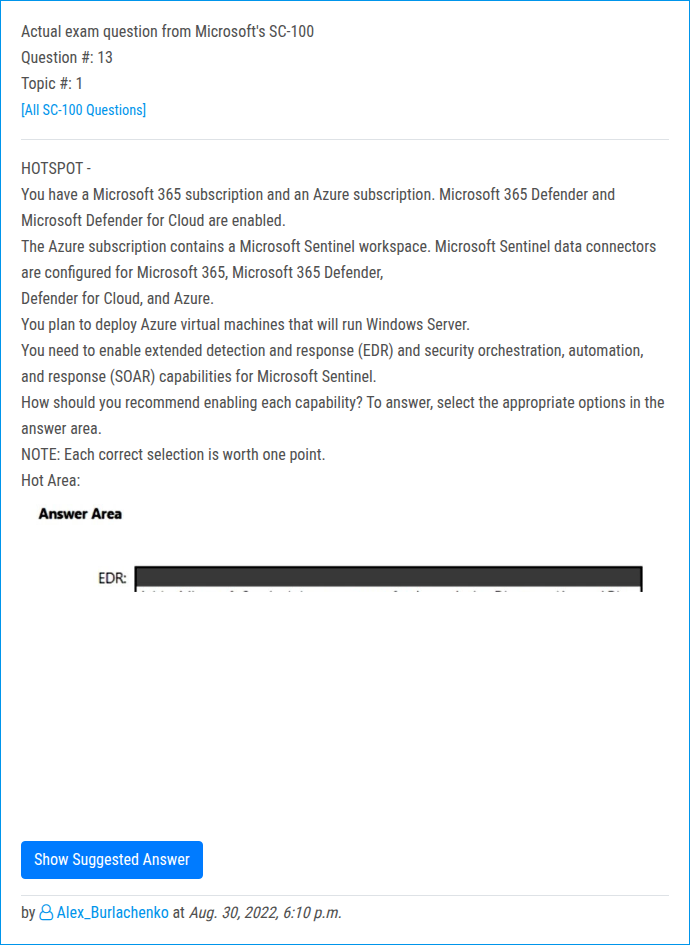 Actual exam question from Microsoft's SC-100
Question #: 13
Topic #: 1
[All SC-100 Questions]
HOTSPOT -
You have a Microsoft 365 subscription and an Azure subscription. Microsoft 365 Defender and
Microsoft Defender for Cloud are enabled.
The Azure subscription contains a Microsoft Sentinel workspace. Microsoft Sentinel data connectors
are configured for Microsoft 365, Microsoft 365 Defender,
Defender for Cloud, and Azure.
You plan to deploy Azure virtual machines that will run Windows Server.
You need to enable extended detection and response (EDR) and security orchestration, automation,
and response (SOAR) capabilities for Microsoft Sentinel.
How should you recommend enabling each capability? To answer, select the appropriate options in the
answer area.
NOTE: Each correct selection is worth one point.
Hot Area:
Answer Area
EDR:
Show Suggested Answer
by Alex_Burlachenko at Aug. 30, 2022, 6:10 p.m.